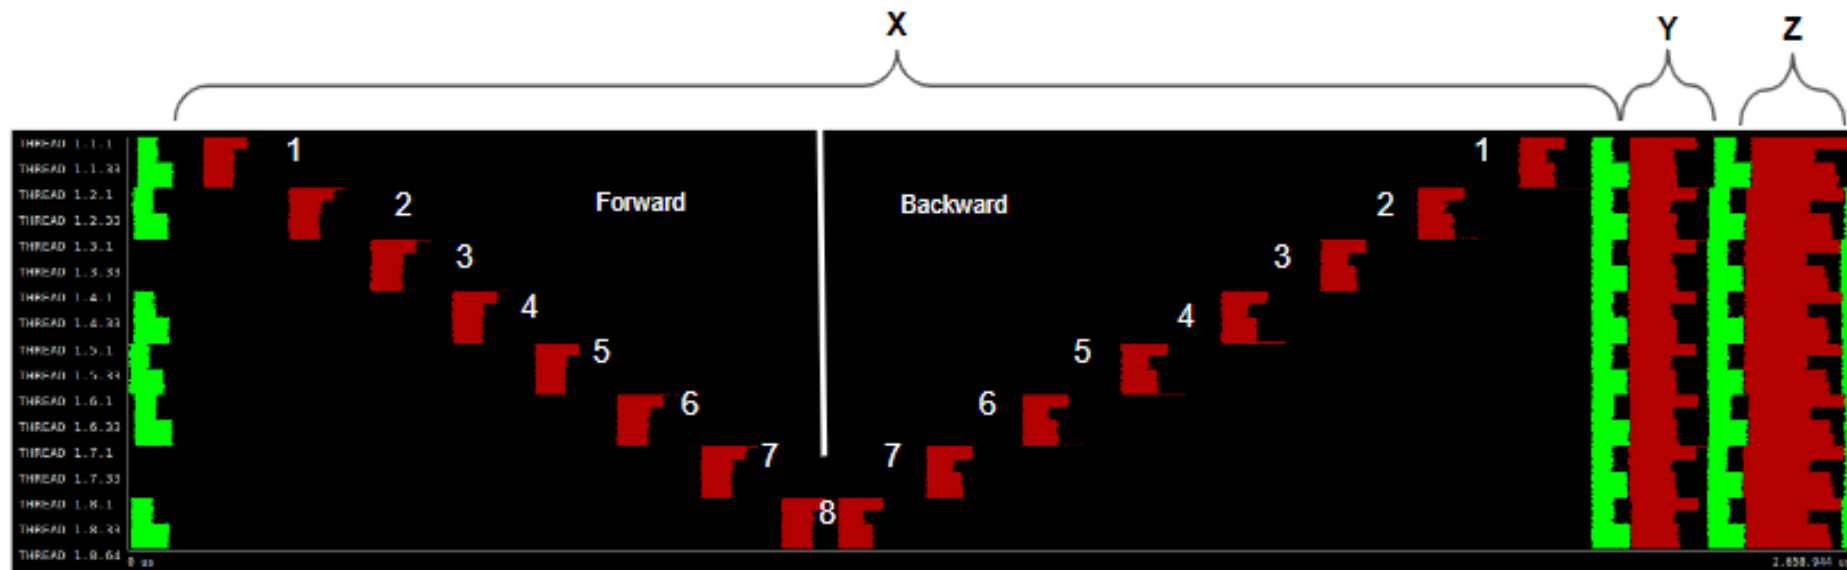 X
Y
Z
THREAD 1.1.1
1
1
THREAD 1.1.33
THREAD 1.2.1
2
Forward
Backward
2
THREAD 1.2.33
THREAD 1.3.1
3
3
THREAD 1.3.33
THREAD 1.4.1
4
4
THREAD 1.4.33
THREAD 1.5.1
5
5
THREAD 1.5.33
THREAD 1.6.1
6
6
THREAD 1.6.33
THREAD 1.7.1
7
7
THREAD 1.7.33
THREAD 1.8.1
8
THREAD 1.8.33
THREAD 1.8.64
0 us